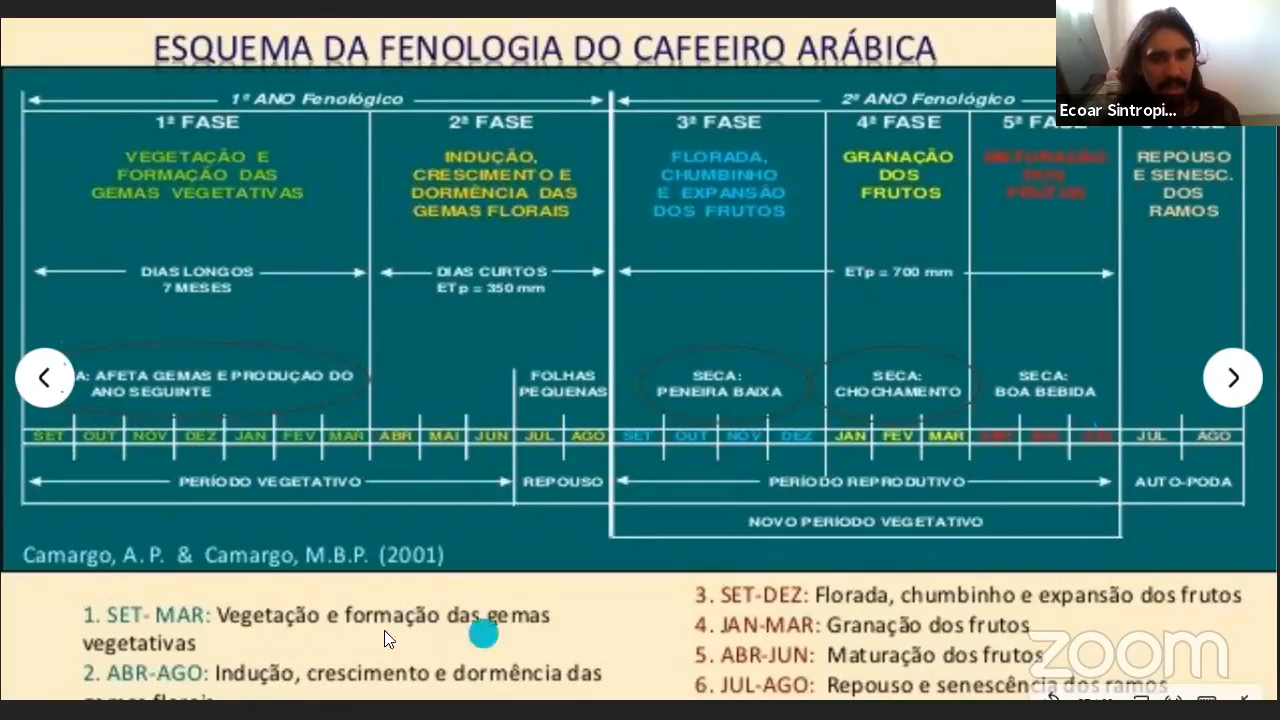 ESQUEMA DA FENOLOGIA DO CAFEEIRO ARÁBICA
Ecoar Sintropi...
1º ANO Fenológico
2º ANO Fenológico
1ª FASE
2ª FASE
3ª FASE
4ª FASE
5ª FASE
VEGETAÇÃO E
FORMAÇÃO DAS
GEMAS VEGETATIVAS
INDUÇÃO,
CRESCIMENTO E
DORMÊNCIA DAS
GEMAS FLORAIS
FLORADA,
CHUMBINHO
E EXPANSÃO
DOS FRUTOS
GRANAÇÃO
DOS
FRUTOS
MATURAÇÃO
DOS
FRUTOS
REPOUSO
E SENESC.
DOS
RAMOS
DIAS LONGOS
7 MESES
DIAS CURTOS
ETp = 350 mm
ETp = 700 mm
A: AFETA GEMAS E PRODUÇÃO DO
ANO SEGUINTE
FOLHAS
PEQUENAS
SECA:
PENEIRA BAIXA
SECA:
CHOCHAMENTO
SECA:
BOA BEBIDA
SET OUT NOV DEZ JAN FEV MAR ABR MAI JUN JUL AGO SET OUT NOV DEZ JAN FEV MAR JUL AGO
PERÍODO VEGETATIVO
REPOUSO
PERÍODO REPRODUTIVO
AUTO-PODA
NOVO PERIODO VEGETATIVO
Camargo, A. P. & Camargo, M.B.P. (2001)
1. SET- MAR: Vegetação e formação das gemas
vegetativas
2. ABR-AGO: Indução, crescimento e dormência das
gemas florais
3. SET-DEZ: Florada, chumbinho e expansão dos frutos
4. JAN-MAR: Granação dos frutos
5. ABR-JUN: Maturação dos frutos
6. JUL-AGO: Repouso e senescência dos ramos
zoom